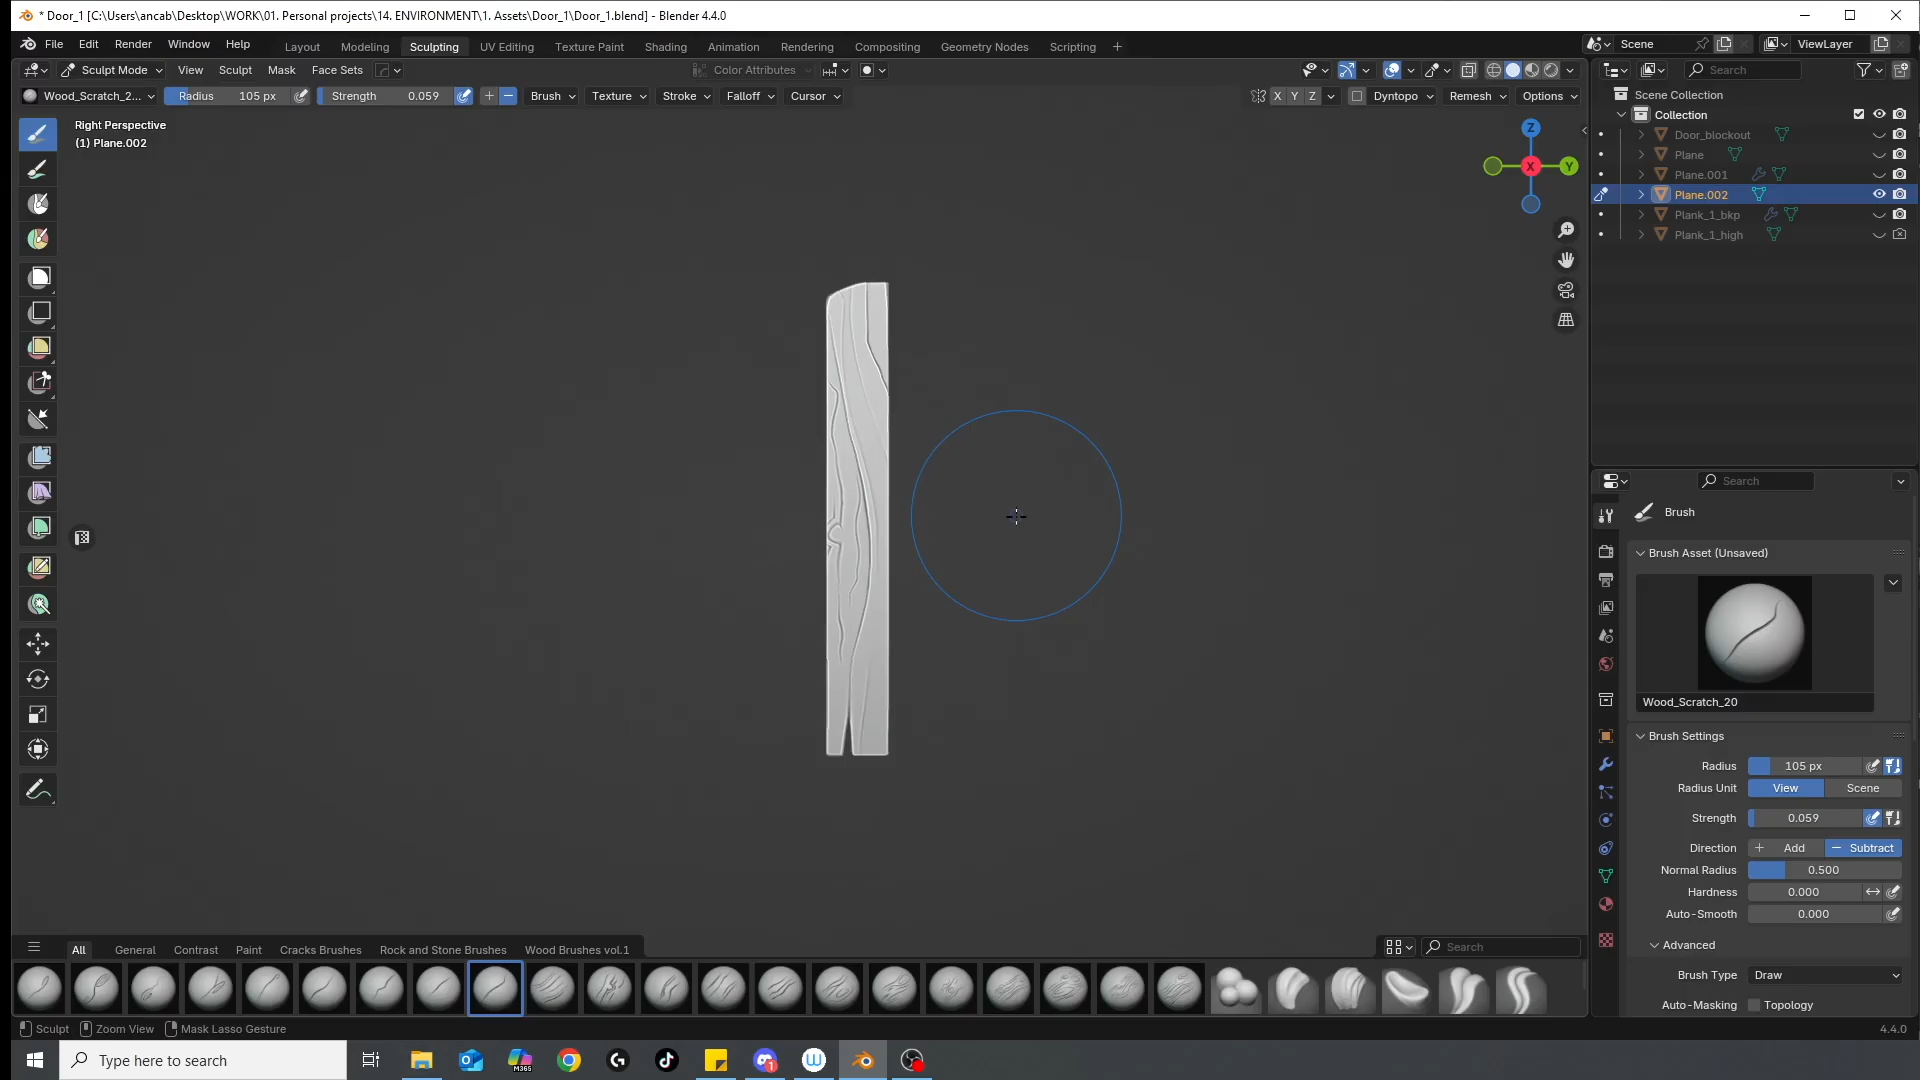 * Door_1 [C:\Users\ancab\Desktop\WORK\01. Personal projects\14. ENVIRONMENT\1. Assets\Door_1\Door_1.blend] - Blender 4.4.0
File Edit Render Window Help Layout Modeling Sculpting UV Editing Texture Paint Shading Animation Rendering Compositing Geometry Nodes Scripting + Scene ViewLayer
Sculpt Mode View Sculpt Mask Face Sets Color Attributes Search
Wood_Scratch_2... Radius 105 px Strength 0.059 Brush Texture Stroke Falloff Cursor X Y Z Dyntopo Remesh Options
Scene Collection
Collection
Door_blockout
Plane
Plane.001
Plane.002
Plank_1_bkp
Plank_1_high
Right Perspective
(1) Plane.002
Z
X Y
Search
Brush
Brush Asset (Unsaved)
Wood_Scratch_20
Brush Settings
Radius 105 px
Radius Unit View Scene
Strength 0.059
Direction + Add − Subtract
Normal Radius 0.500
Hardness 0.000
Auto-Smooth 0.000
Advanced
Brush Type Draw
Auto-Masking Topology
All General Contrast Paint Cracks Brushes Rock and Stone Brushes Wood Brushes vol.1 Search
Sculpt Zoom View Mask Lasso Gesture 4.4.0
Type here to search M365 1